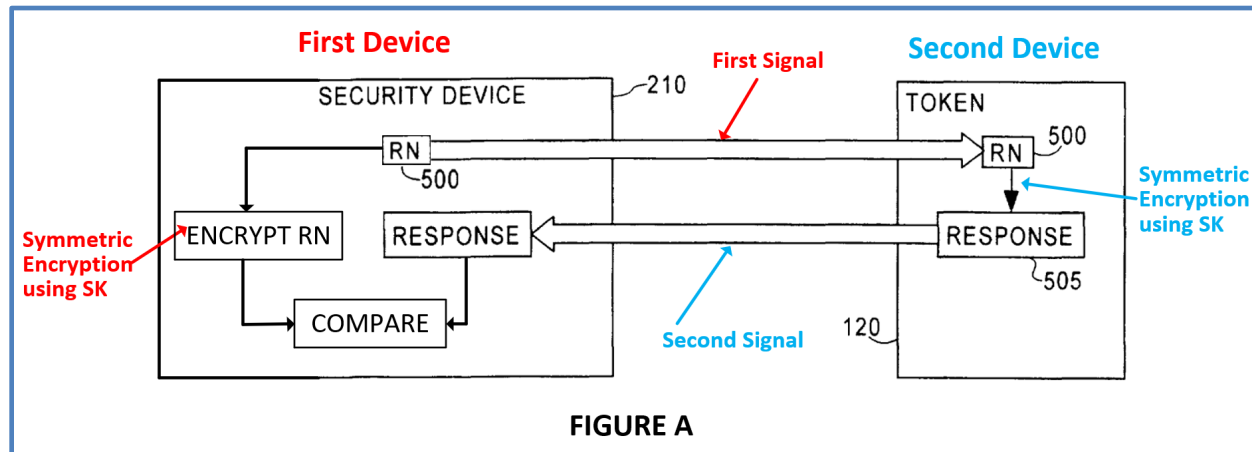 First Device
Second Device
First Signal
SECURITY DEVICE
210
TOKEN
RN
500
RN
500
Symmetric
Encryption
using SK
ENCRYPT RN
RESPONSE
RESPONSE
505
Symmetric
Encryption
using SK
COMPARE
Second Signal
120
FIGURE A